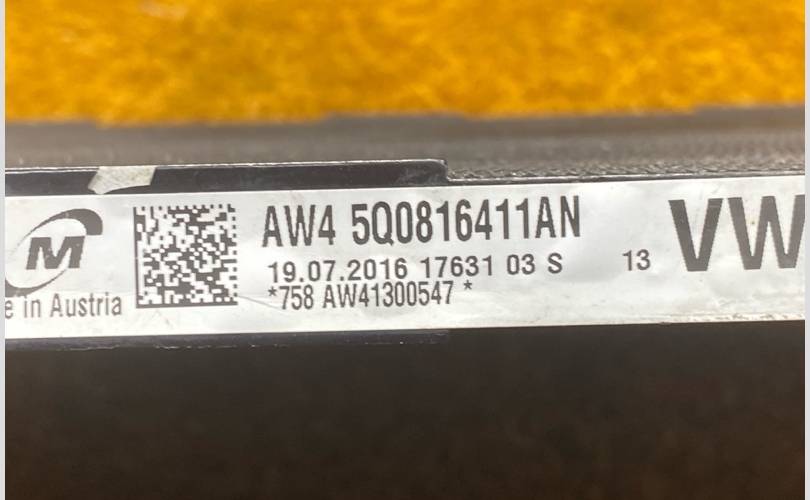 M
e in Austria
AW4 5Q0816411AN
19.07.2016 17631 03 S
*758 AW41300547 *
13
VW